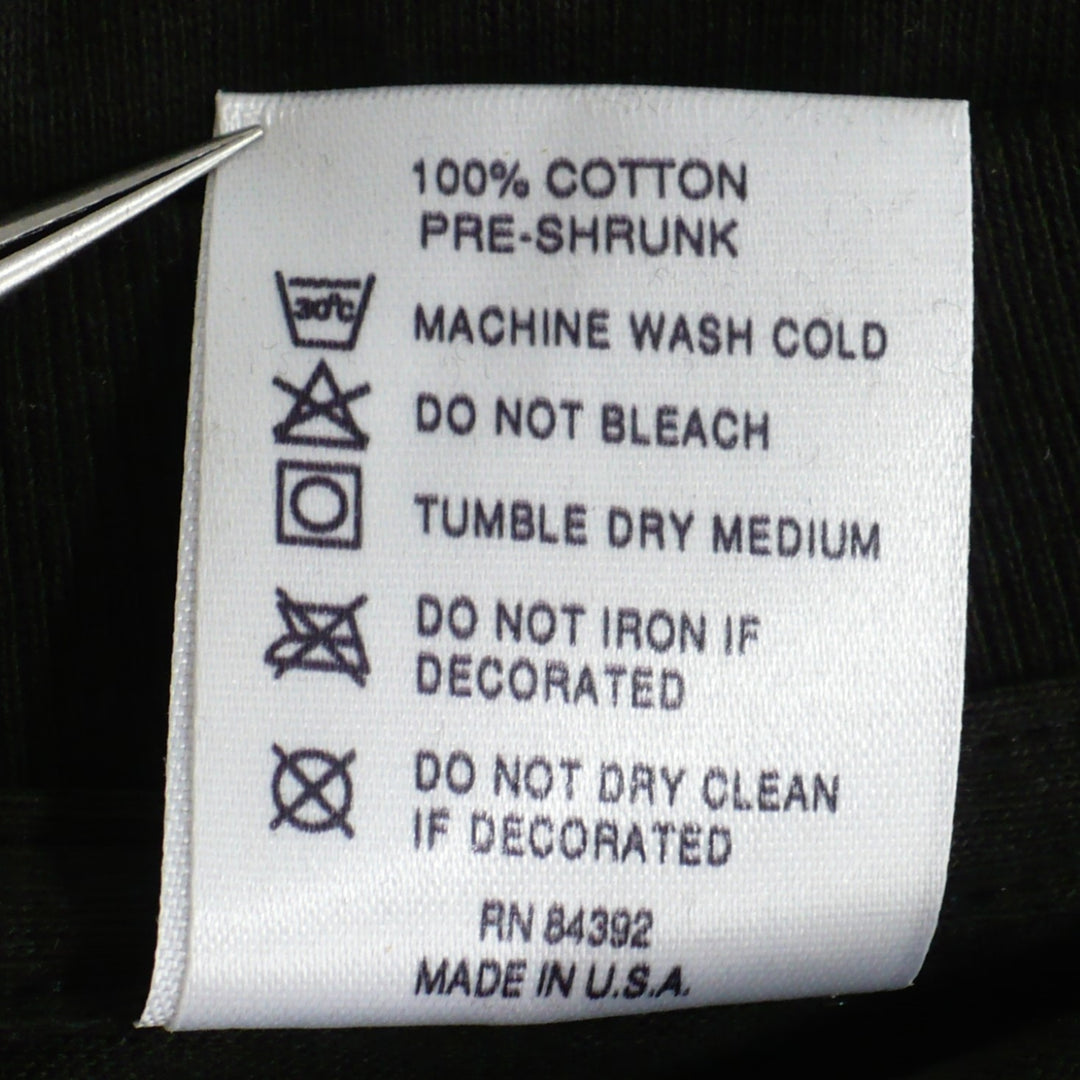 100% COTTON
PRE-SHRUNK
30°C
MACHINE WASH COLD
DO NOT BLEACH
TUMBLE DRY MEDIUM
DO NOT IRON IF
DECORATED
DO NOT DRY CLEAN
IF DECORATED
RN 84392
MADE IN U.S.A.